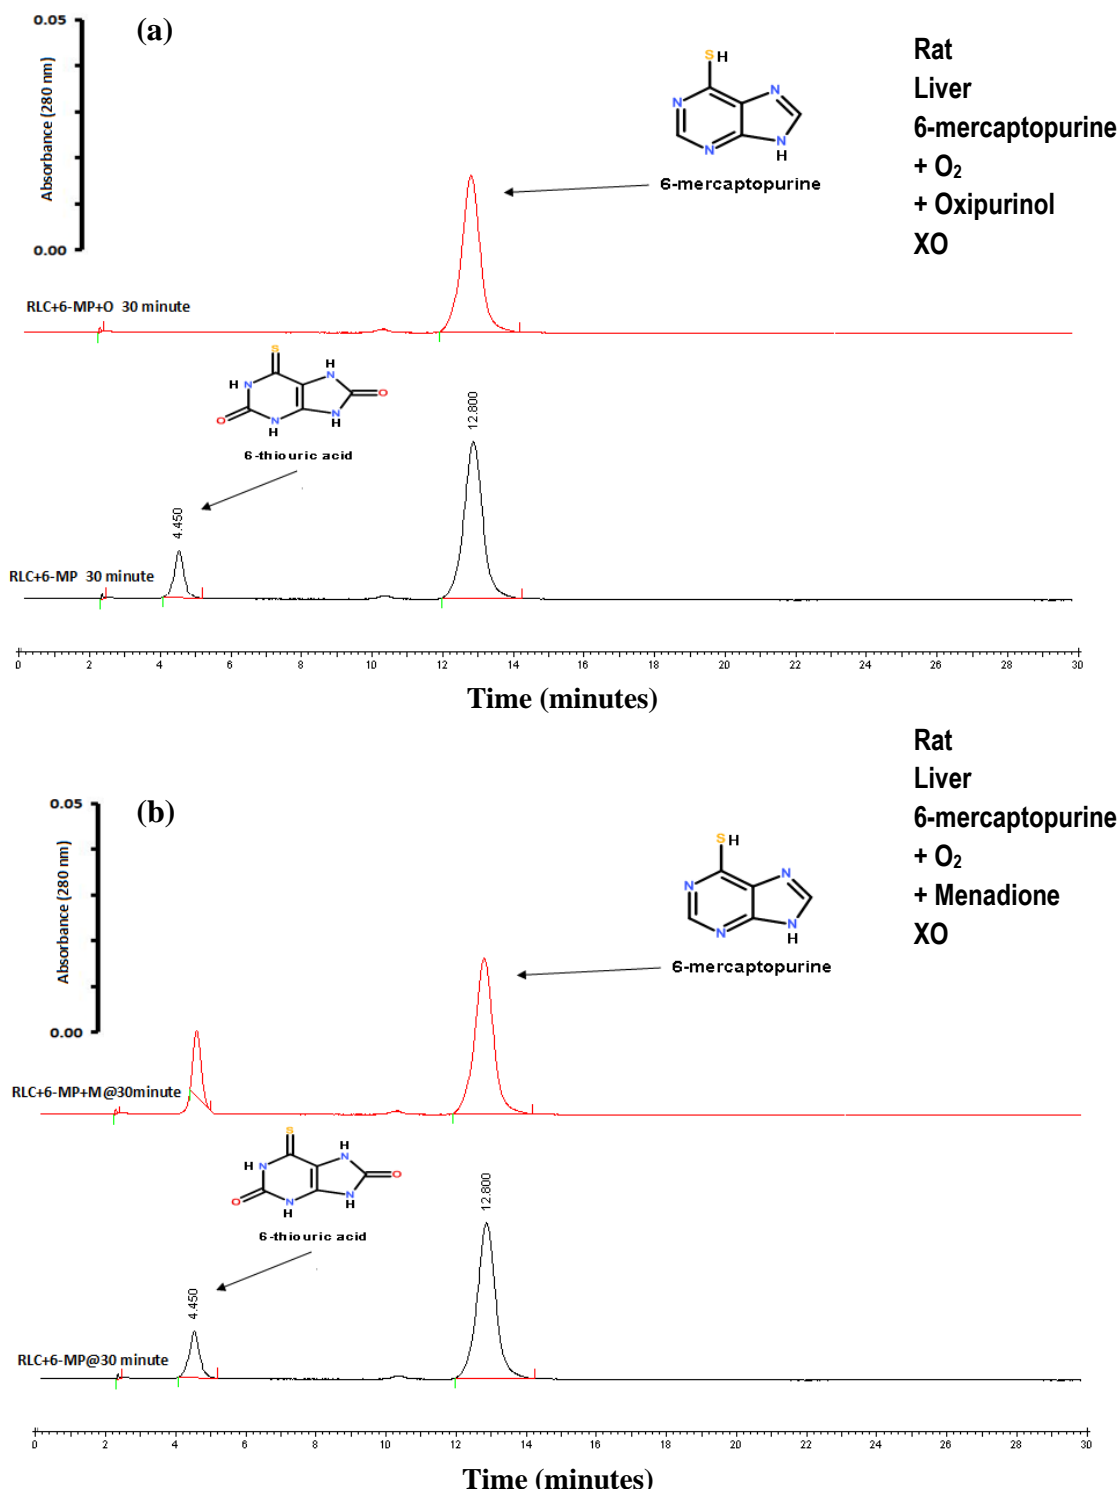 0.05
(a)
Absorbance (280 nm)
0.00
S H
N
N
N
N
H
6-mercaptopurine
Rat
Liver
6-mercaptopurine
+ O₂
+ Oxipurinol
XO
RLC+6-MP+O 30 minute
S
H
H N
N
O
O
N
N
H
H
6-thiouric acid
4.450
12.800
RLC+6-MP 30 minute
0 2 4 6 8 10 12 14 16 18 20 22 24 26 28 30
Time (minutes)
Rat
Liver
6-mercaptopurine
+ O₂
+ Menadione
XO
0.05
(b)
Absorbance (280 nm)
0.00
S H
N
N
N
N
H
6-mercaptopurine
RLC+6-MP+M@30minute
S
H
H N
N
O
O
N
N
H
H
6-thiouric acid
4.450
12.800
RLC+6-MP@30 minute
0 2 4 6 8 10 12 14 16 18 20 22 24 26 28 30
Time (minutes)